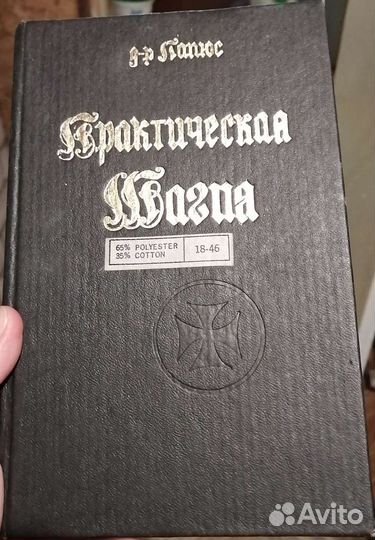 д-р Папюс
Практическая
Магия
65% POLYESTER
35% COTTON
18-46
Avito